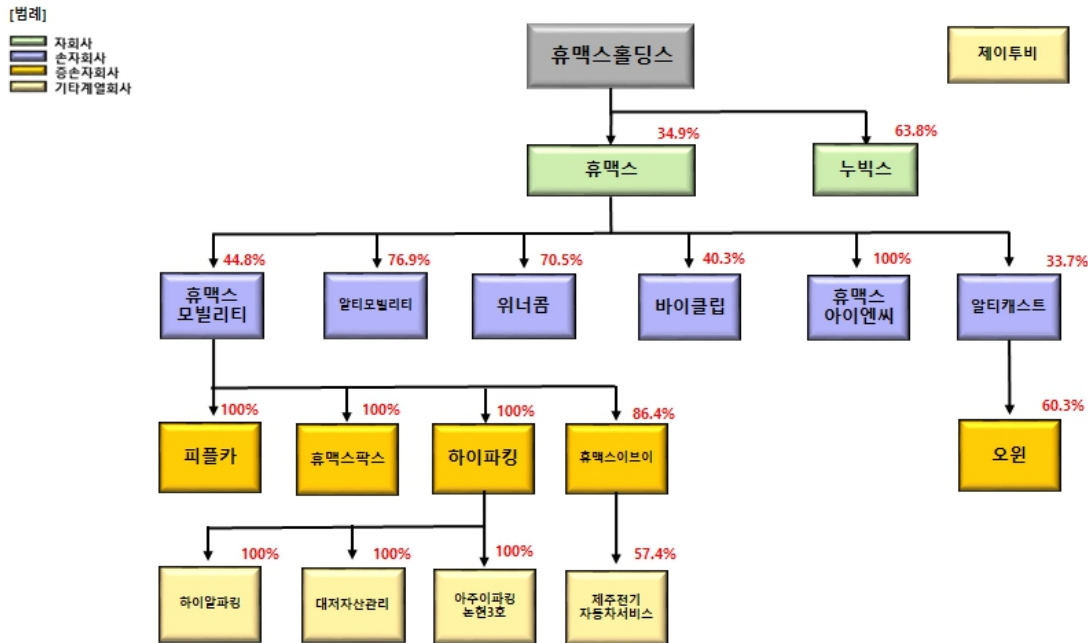 [범례]
자회사
손자회사
증손자회사
기타계열회사
휴맥스홀딩스
제이투비
34.9%
63.8%
휴맥스
누빅스
44.8%
76.9%
70.5%
40.3%
100%
33.7%
휴맥스
모빌리티
알티모빌리티
위너콤
바이클립
휴맥스
아이엔씨
알티캐스트
100%
100%
100%
86.4%
60.3%
피플카
휴맥스팍스
하이파킹
휴맥스이브이
오윈
100%
100%
100%
57.4%
하이알파킹
대저자산관리
아주이파킹
논현3호
제주전기
자동차서비스